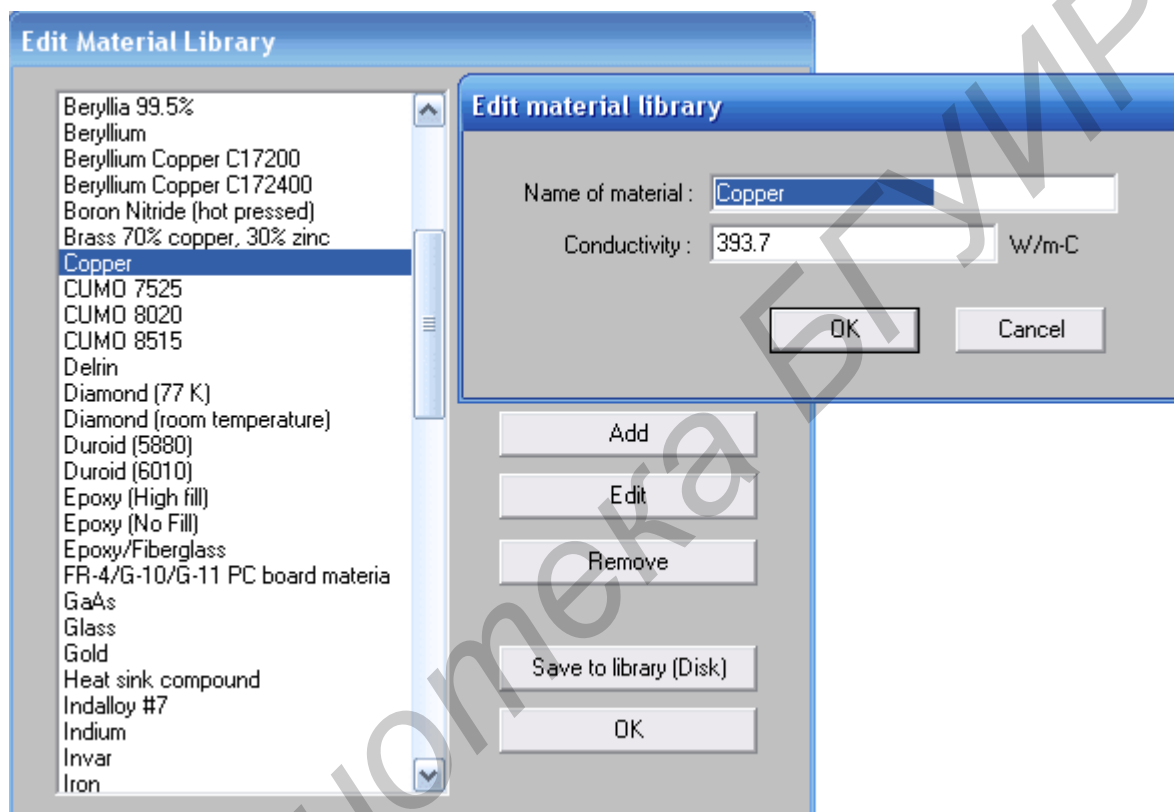 Edit Material Library
Beryllia 99.5%
Beryllium
Beryllium Copper C17200
Beryllium Copper C172400
Boron Nitride (hot pressed)
Brass 70% copper, 30% zinc
Copper
CUMO 7525
CUMO 8020
CUMO 8515
Delrin
Diamond (77 K)
Diamond (room temperature)
Duroid (5880)
Duroid (6010)
Epoxy (High fill)
Epoxy (No Fill)
Epoxy/Fiberglass
FR-4/G-10/G-11 PC board materia
GaAs
Glass
Gold
Heat sink compound
Indalloy #7
Indium
Invar
Iron
Edit material library
Name of material : Copper
Conductivity : 393.7 W/m-C
OK Cancel
Add
Edit
Remove
Save to library (Disk)
OK
БГУИР